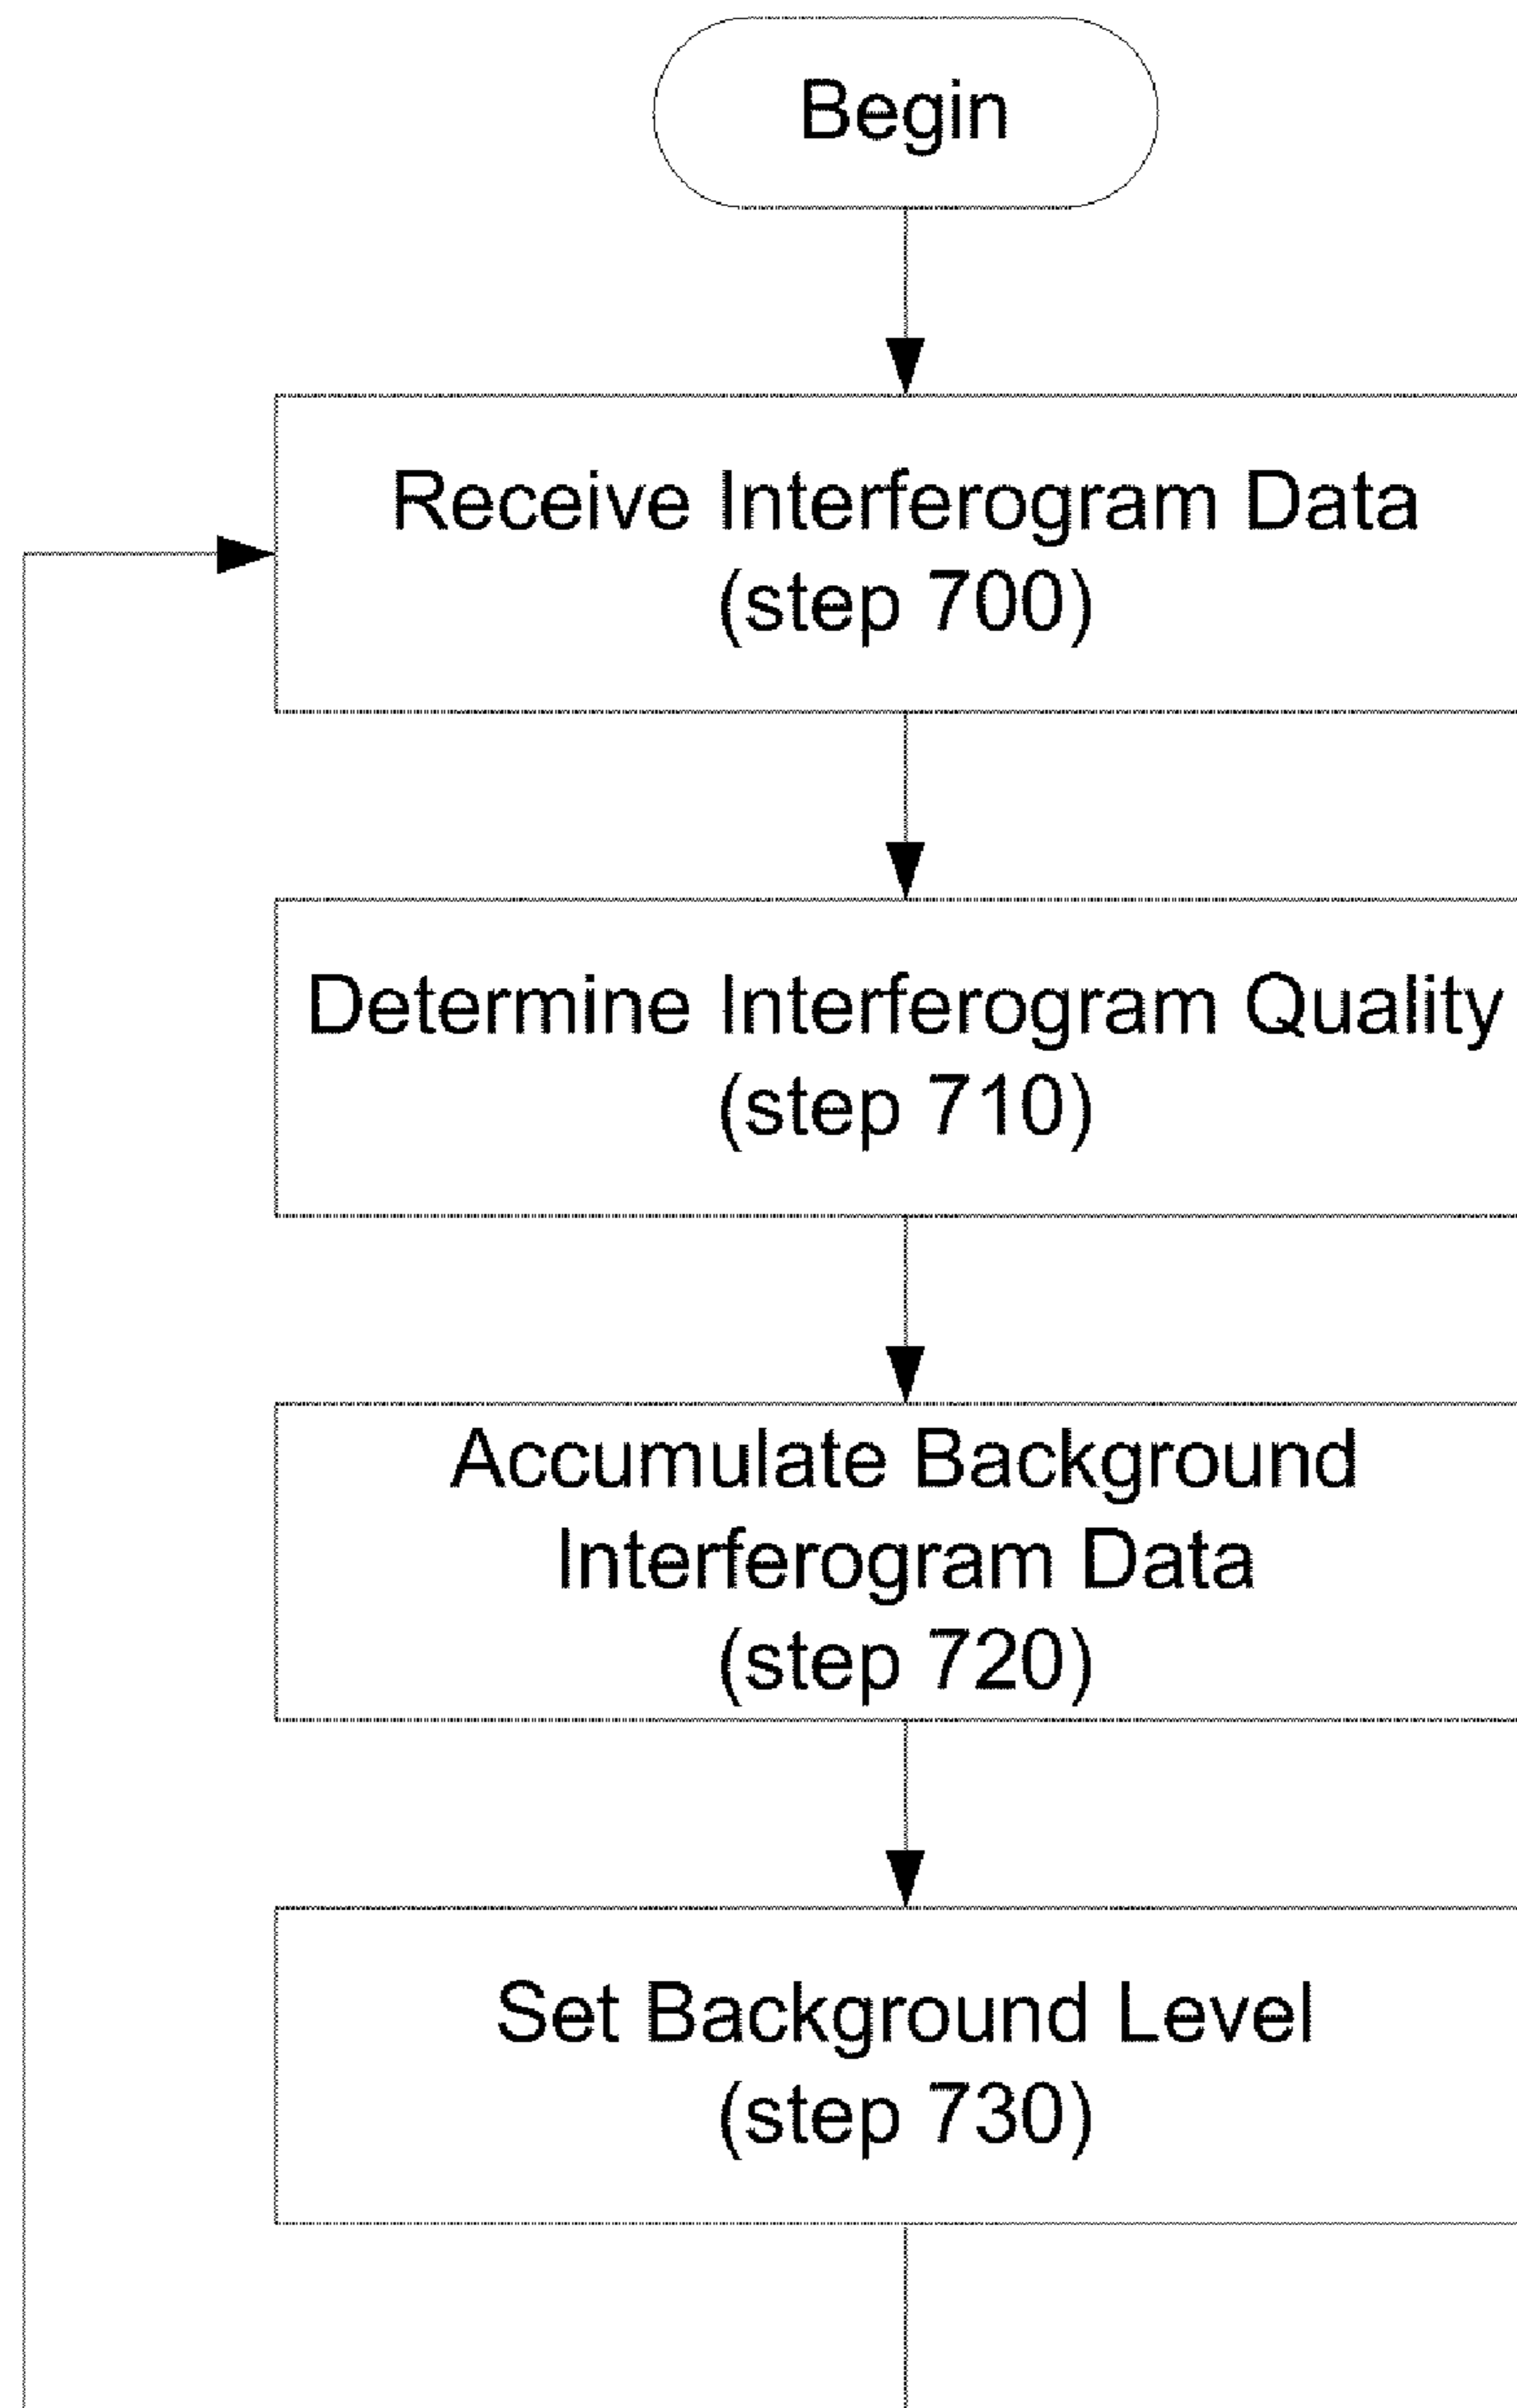 Begin
Receive Interferogram Data
(step 700)
Determine Interferogram Quality
(step 710)
Accumulate Background
Interferogram Data
(step 720)
Set Background Level
(step 730)